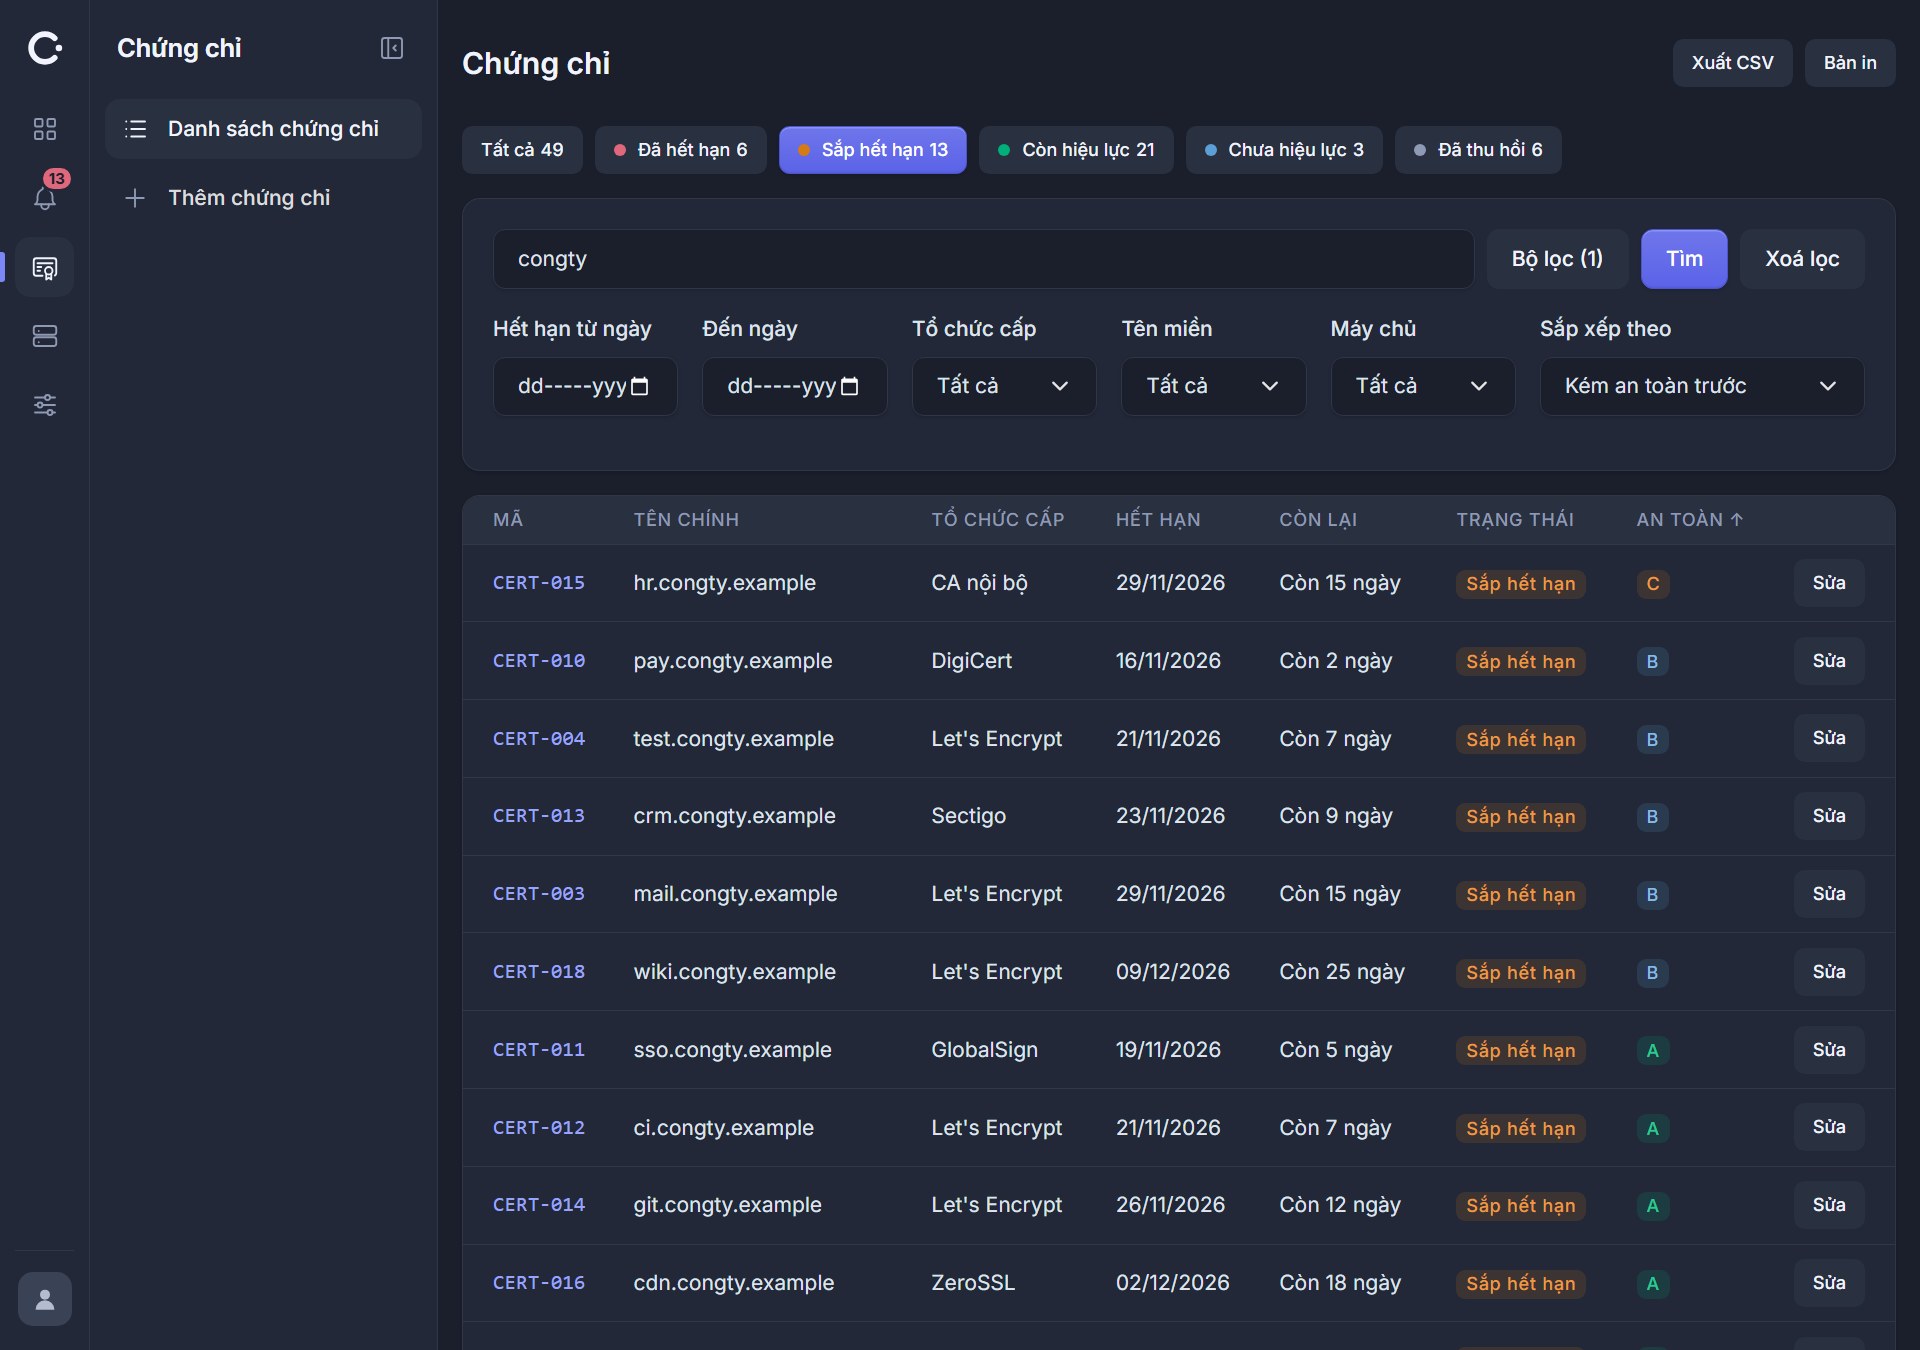 Chứng chỉ
Danh sách chứng chỉ
13
Thêm chứng chỉ
Chứng chỉ
Xuất CSV
Bản in
Tất cả 49
Đã hết hạn 6
Sắp hết hạn 13
Còn hiệu lực 21
Chưa hiệu lực 3
Đã thu hồi 6
congty
Bộ lọc (1)
Tìm
Xoá lọc
Hết hạn từ ngày
Đến ngày
Tổ chức cấp
Tên miền
Máy chủ
Sắp xếp theo
dd-----yyy
dd-----yyy
Tất cả
Tất cả
Tất cả
Kém an toàn trước
MÃ TÊN CHÍNH TỔ CHỨC CẤP HẾT HẠN CÒN LẠI TRẠNG THÁI AN TOÀN ↑
CERT-015 hr.congty.example CA nội bộ 29/11/2026 Còn 15 ngày Sắp hết hạn C Sửa
CERT-010 pay.congty.example DigiCert 16/11/2026 Còn 2 ngày Sắp hết hạn B Sửa
CERT-004 test.congty.example Let's Encrypt 21/11/2026 Còn 7 ngày Sắp hết hạn B Sửa
CERT-013 crm.congty.example Sectigo 23/11/2026 Còn 9 ngày Sắp hết hạn B Sửa
CERT-003 mail.congty.example Let's Encrypt 29/11/2026 Còn 15 ngày Sắp hết hạn B Sửa
CERT-018 wiki.congty.example Let's Encrypt 09/12/2026 Còn 25 ngày Sắp hết hạn B Sửa
CERT-011 sso.congty.example GlobalSign 19/11/2026 Còn 5 ngày Sắp hết hạn A Sửa
CERT-012 ci.congty.example Let's Encrypt 21/11/2026 Còn 7 ngày Sắp hết hạn A Sửa
CERT-014 git.congty.example Let's Encrypt 26/11/2026 Còn 12 ngày Sắp hết hạn A Sửa
CERT-016 cdn.congty.example ZeroSSL 02/12/2026 Còn 18 ngày Sắp hết hạn A Sửa